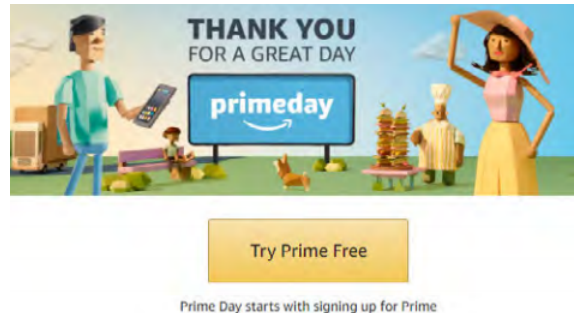 THANK YOU
FOR A GREAT DAY
primeday
Try Prime Free
Prime Day starts with signing up for Prime